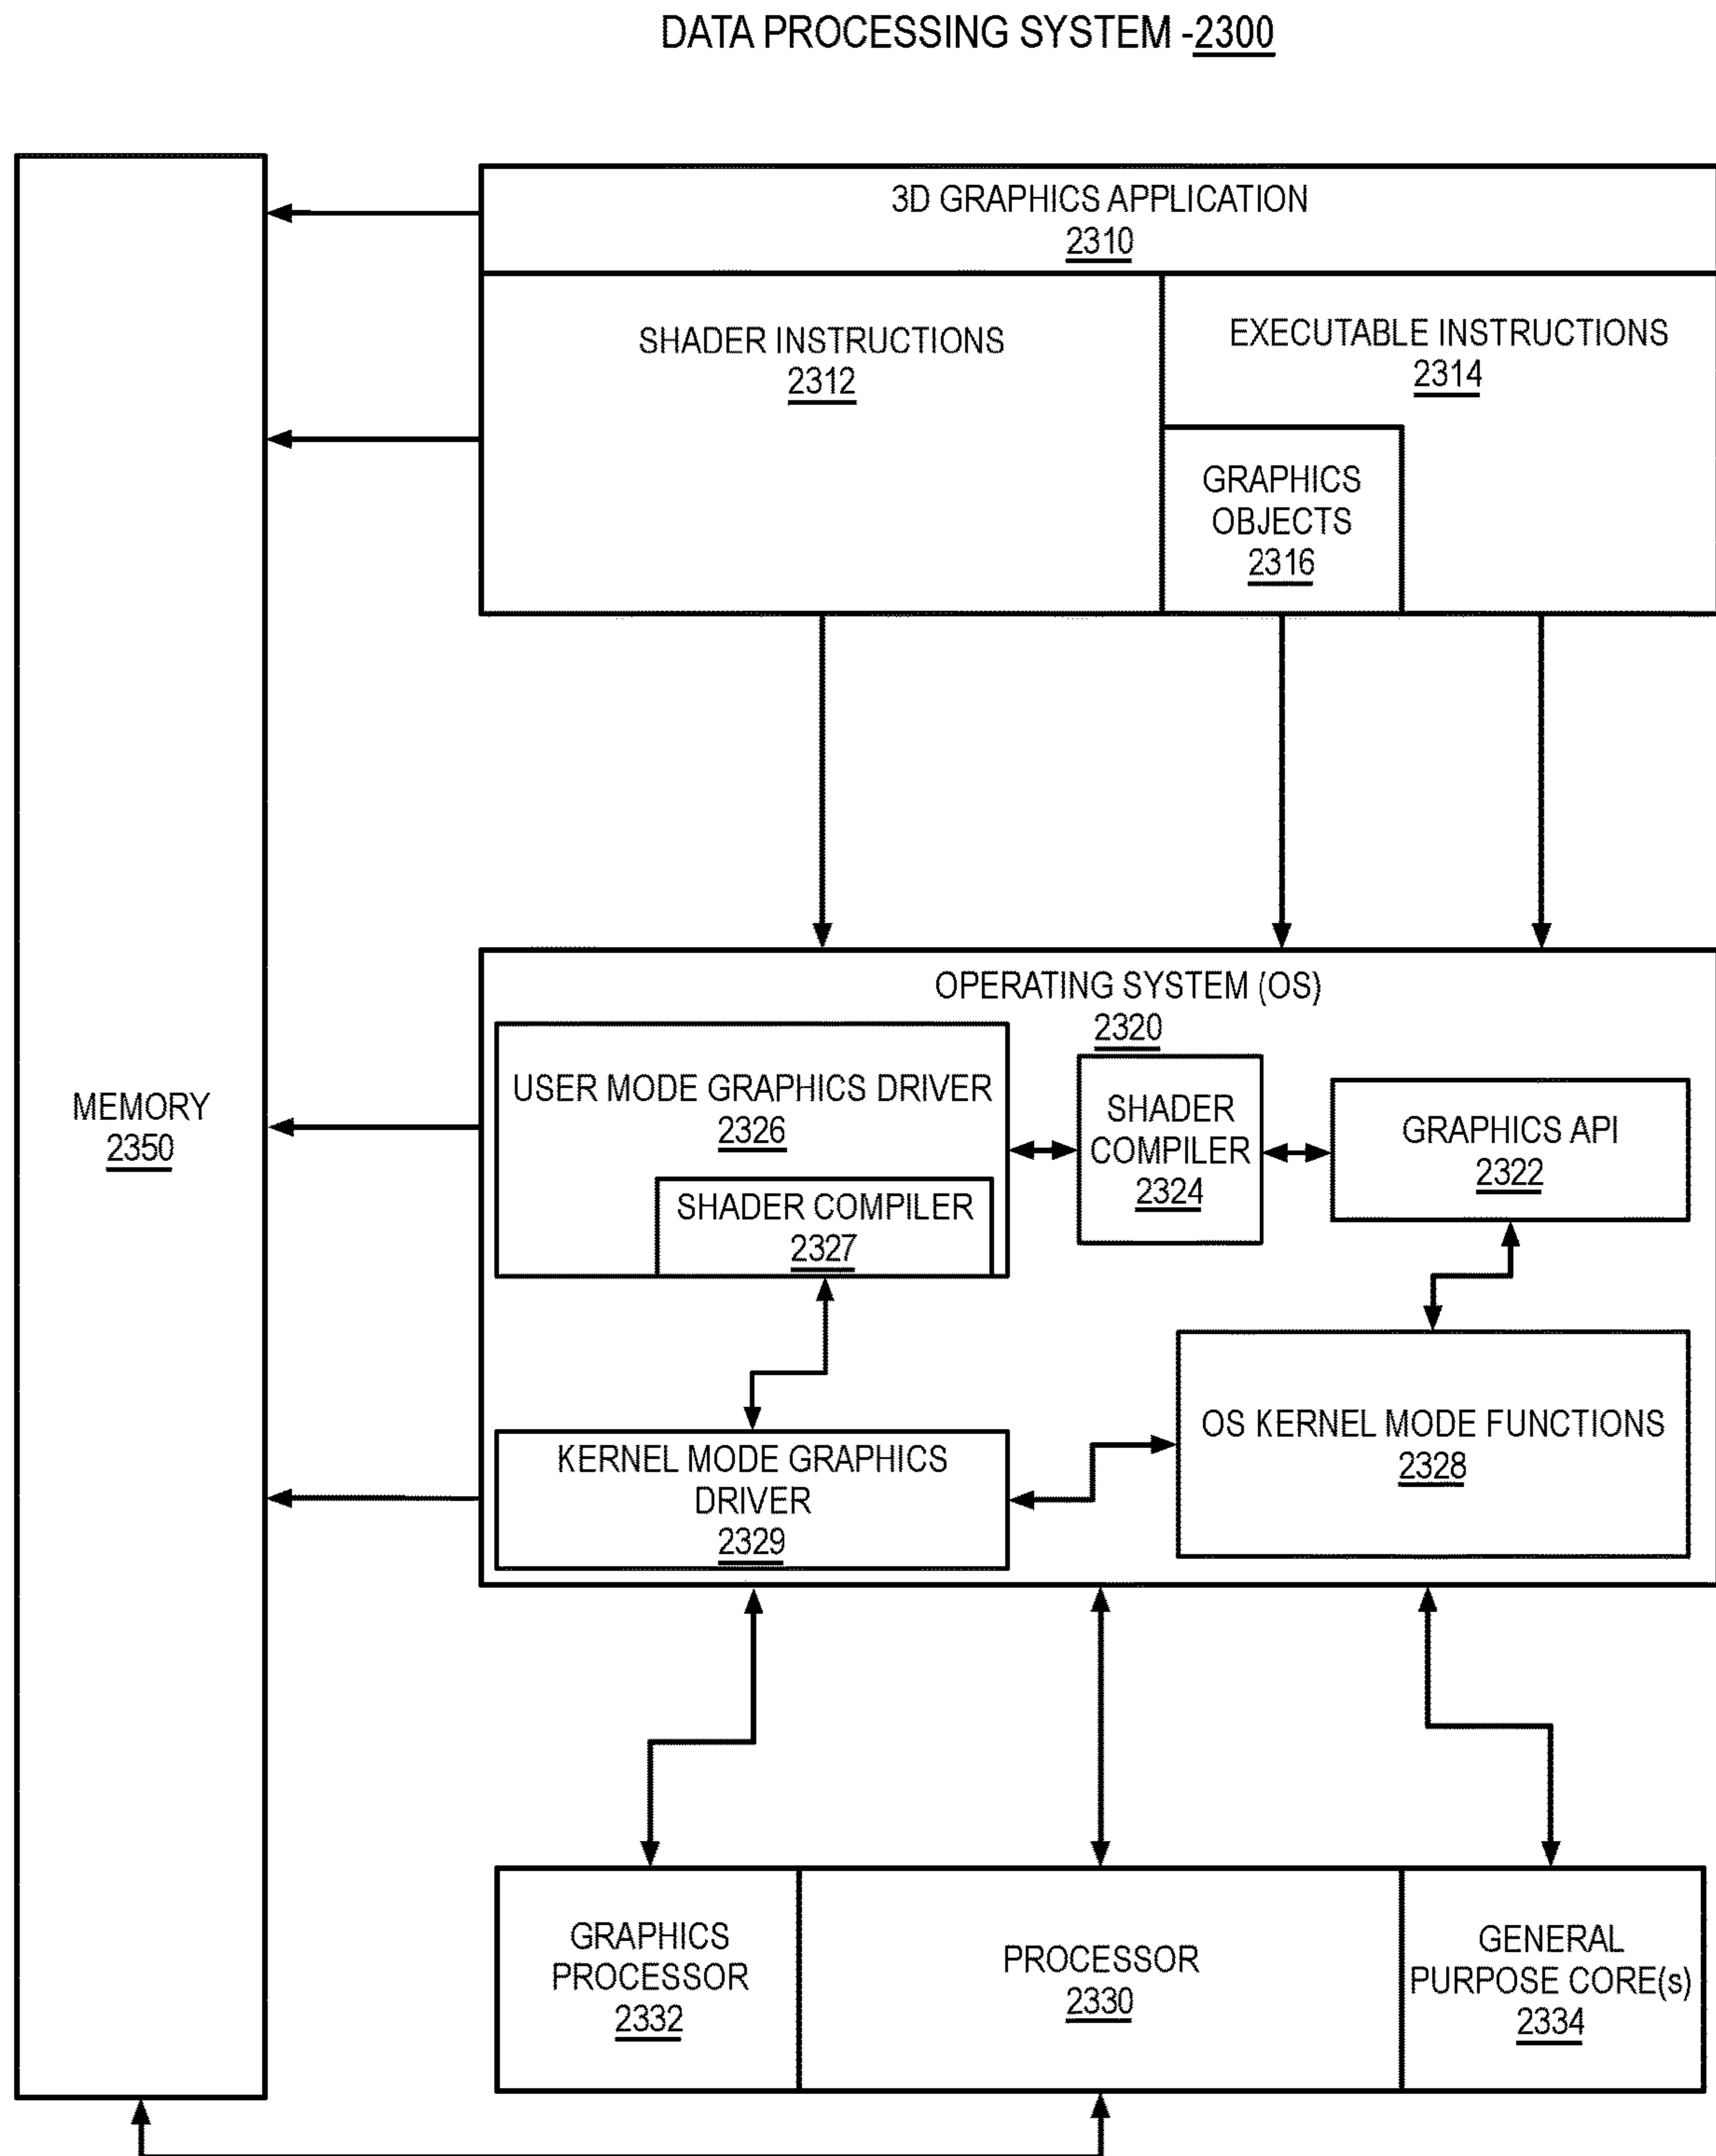 DATA PROCESSING SYSTEM -2300
3D GRAPHICS APPLICATION
2310
SHADER INSTRUCTIONS
2312
EXECUTABLE INSTRUCTIONS
2314
GRAPHICS
OBJECTS
2316
MEMORY
2350
OPERATING SYSTEM (OS)
2320
USER MODE GRAPHICS DRIVER
2326
SHADER COMPILER
2327
SHADER
COMPILER
2324
GRAPHICS API
2322
KERNEL MODE GRAPHICS
DRIVER
2329
OS KERNEL MODE FUNCTIONS
2328
GRAPHICS
PROCESSOR
2332
PROCESSOR
2330
GENERAL
PURPOSE CORE(s)
2334